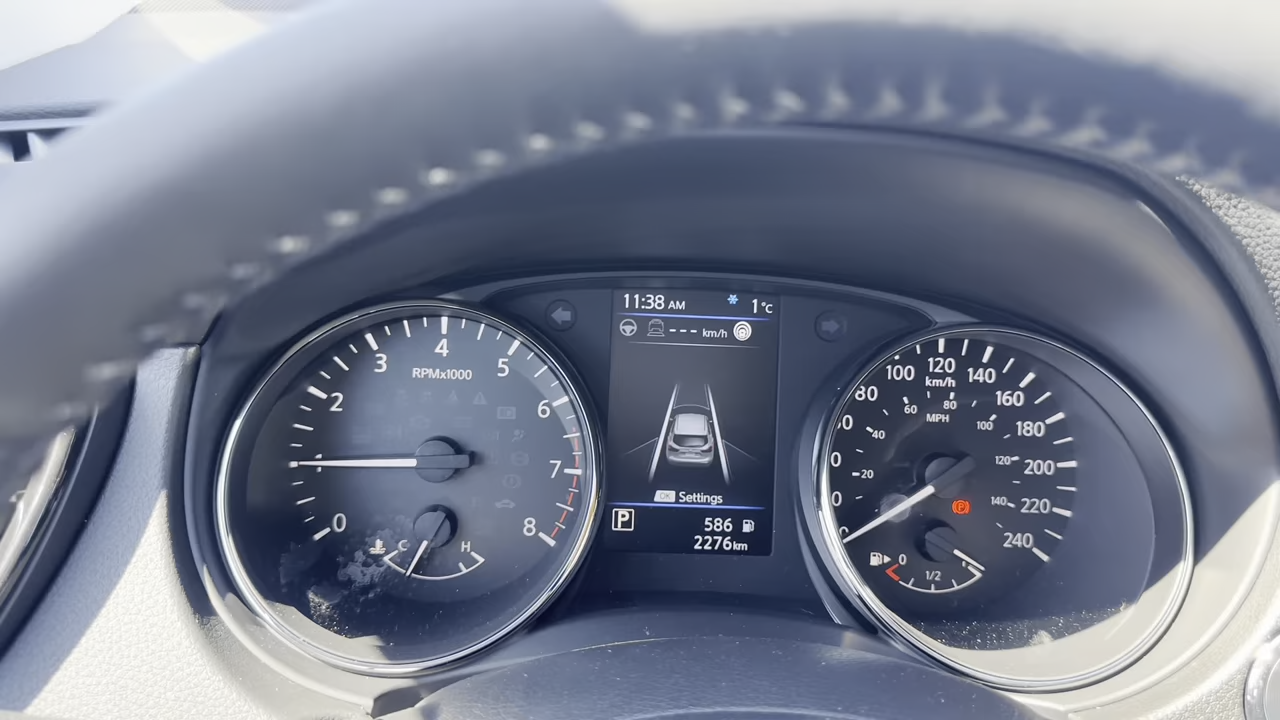 11:38 AM 1°C
--- km/h
OK Settings
P
586
2276km
0
2
3
4
5
6
7
8
RPMx1000
C H
80
100
120
140
160
180
200
220
240
km/h
MPH
20
40
60
80
100
120
140
(P)
0
1/2